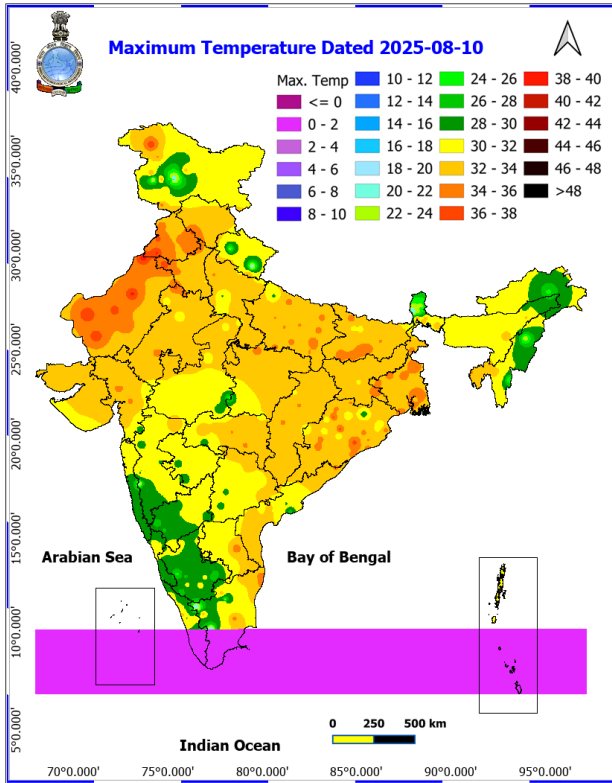 Maximum Temperature Dated 2025-08-10
Max. Temp
<= 0
0 - 2
2 - 4
4 - 6
6 - 8
8 - 10
10 - 12
12 - 14
14 - 16
16 - 18
18 - 20
20 - 22
22 - 24
24 - 26
26 - 28
28 - 30
30 - 32
32 - 34
34 - 36
36 - 38
38 - 40
40 - 42
42 - 44
44 - 46
46 - 48
>48
40°0.000'
35°0.000'
30°0.000'
25°0.000'
20°0.000'
15°0.000'
10°0.000'
5°0.000'
Arabian Sea
Bay of Bengal
0 250 500 km
Indian Ocean
70°0.000' 75°0.000' 80°0.000' 85°0.000' 90°0.000' 95°0.000'